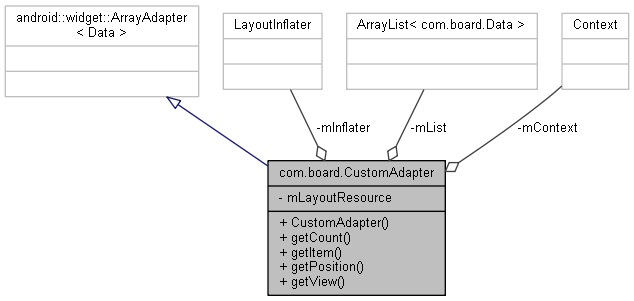 android::widget::ArrayAdapter
< Data >
LayoutInflater
ArrayList< com.board.Data >
Context
-mInflater
-mList
-mContext
com.board.CustomAdapter
- mLayoutResource
+ CustomAdapter()
+ getCount()
+ getItem()
+ getPosition()
+ getView()